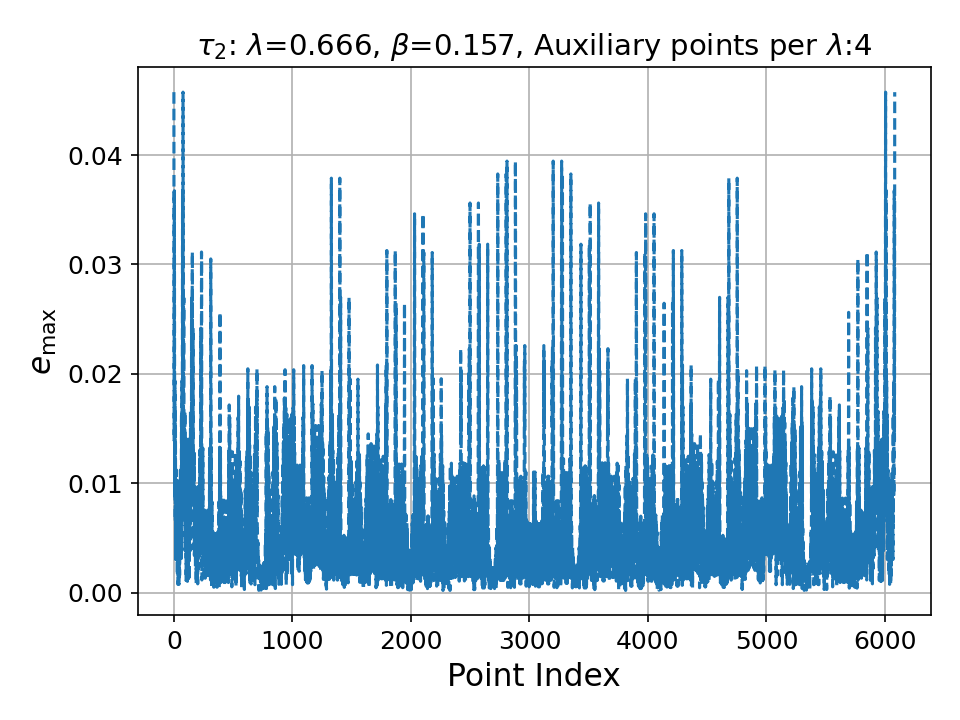 τ₂: λ=0.666, β=0.157, Auxiliary points per λ:4
0.04
0.03
0.02
0.01
0.00
e_max
0 1000 2000 3000 4000 5000 6000
Point Index